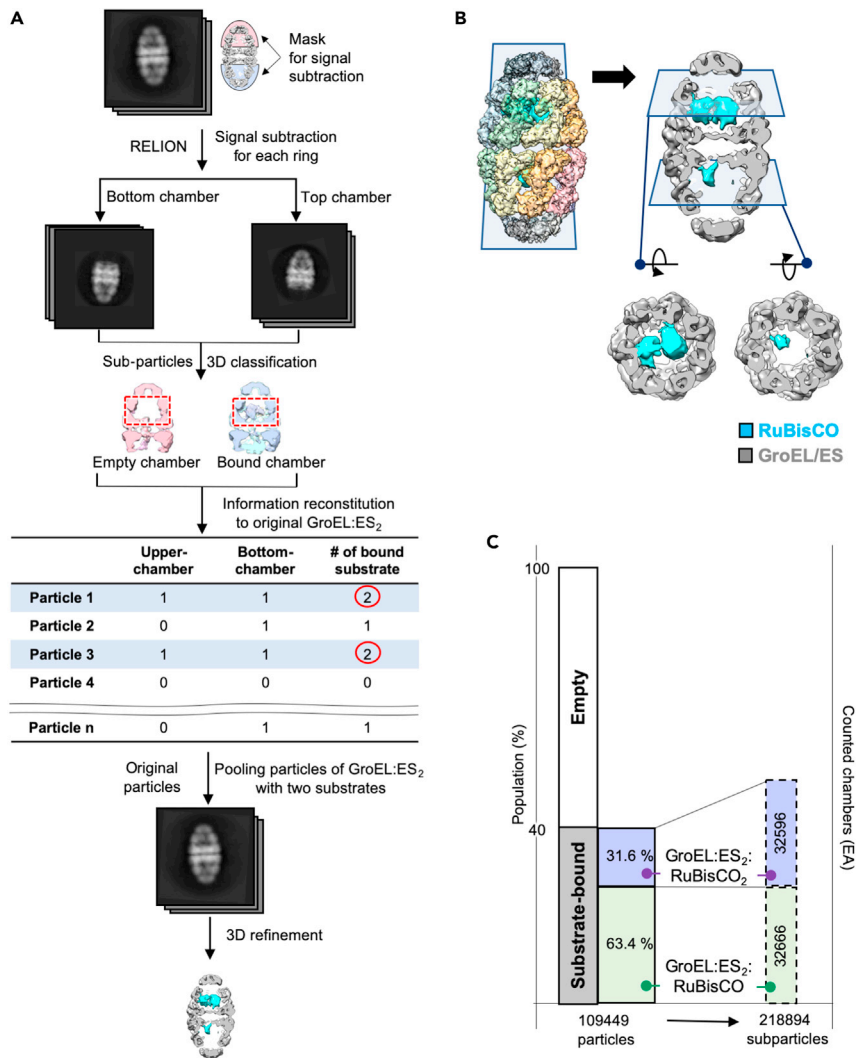 A
Mask
for signal
subtraction
RELION
Signal subtraction
for each ring
Bottom chamber
Top chamber
Sub-particles
3D classification
Empty chamber
Bound chamber
Information reconstitution
to original GroEL:ES₂
Upper-chamber Bottom-chamber # of bound substrate
Particle 1 1 1 2
Particle 2 0 1 1
Particle 3 1 1 2
Particle 4 0 0 0
Particle n 0 1 1
Original
particles
Pooling particles of GroEL:ES₂
with two substrates
3D refinement
B
RuBisCO
GroEL/ES
C
100
40
Population (%)
Empty
Substrate-bound
31.6 %
63.4 %
GroEL:ES₂:
RuBisCO₂
GroEL:ES₂:
RuBisCO
32596
32666
Counted chambers (EA)
109449
particles
218894
subparticles